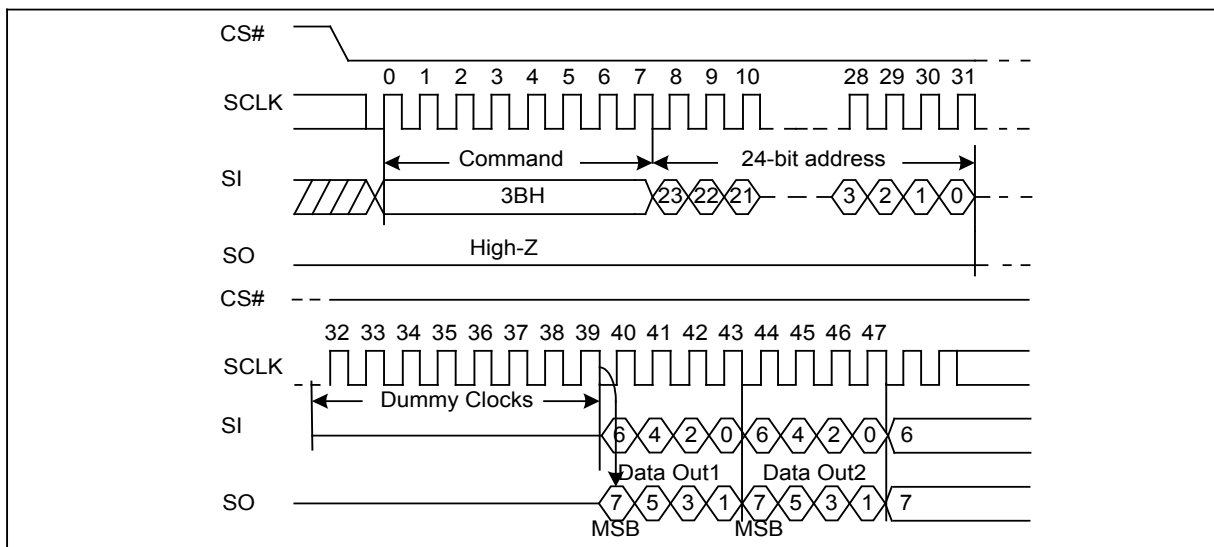 CS#
0 1 2 3 4 5 6 7 8 9 10 28 29 30 31
SCLK
Command 24-bit address
SI
3BH 23 22 21 3 2 1 0
High-Z
SO
CS#
32 33 34 35 36 37 38 39 40 41 42 43 44 45 46 47
SCLK
Dummy Clocks
SI
6 4 2 0 6 4 2 0 6
Data Out1 Data Out2
SO
7 5 3 1 7 5 3 1 7
MSB MSB